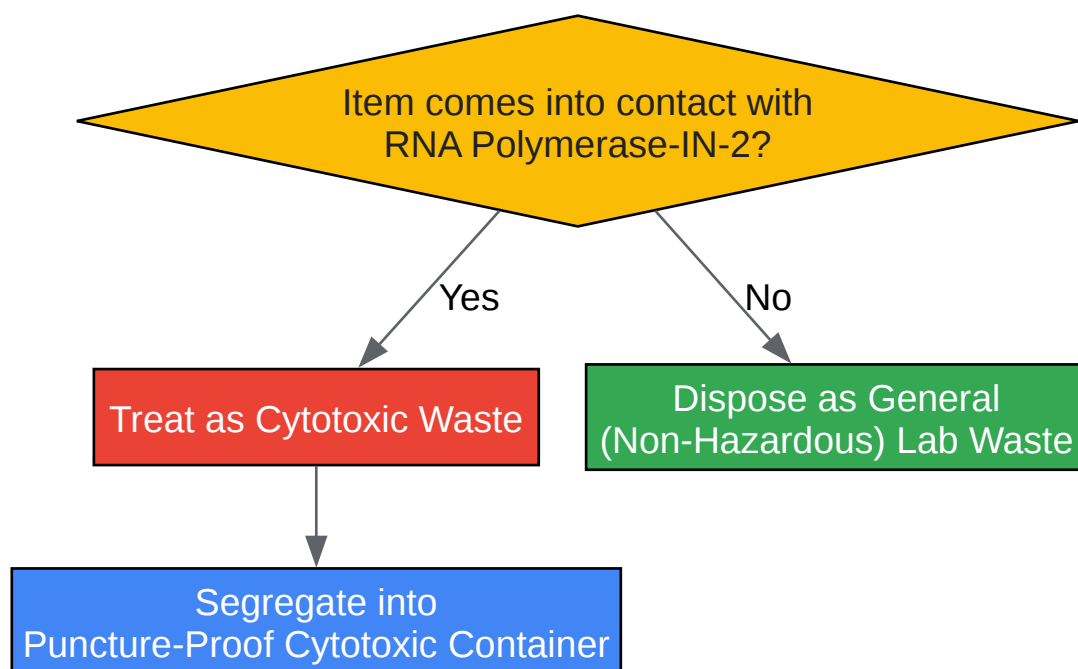 Item comes into contact with
RNA Polymerase-IN-2?
Yes
No
Treat as Cytotoxic Waste
Dispose as General
(Non-Hazardous) Lab Waste
Segregate into
Puncture-Proof Cytotoxic Container